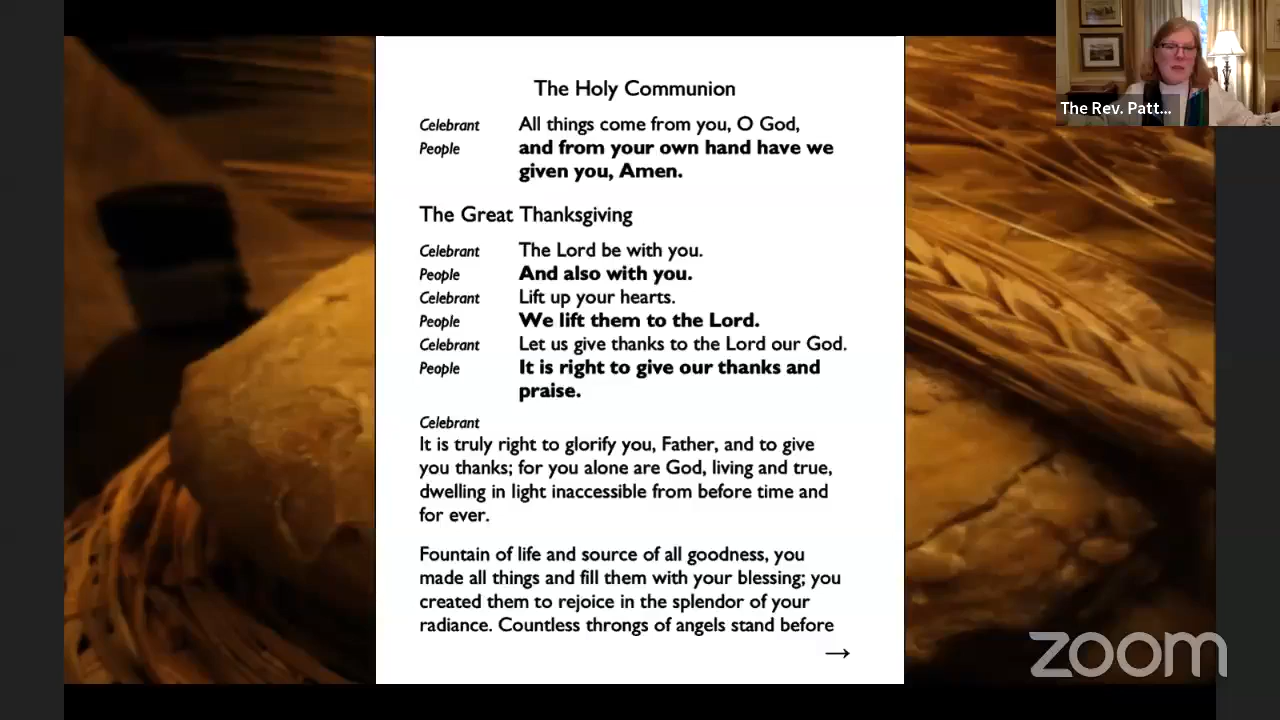 The Holy Communion
Celebrant All things come from you, O God,
People and from your own hand have we
given you, Amen.
The Great Thanksgiving
Celebrant The Lord be with you.
People And also with you.
Celebrant Lift up your hearts.
People We lift them to the Lord.
Celebrant Let us give thanks to the Lord our God.
People It is right to give our thanks and
praise.
Celebrant
It is truly right to glorify you, Father, and to give
you thanks; for you alone are God, living and true,
dwelling in light inaccessible from before time and
for ever.
Fountain of life and source of all goodness, you
made all things and fill them with your blessing; you
created them to rejoice in the splendor of your
radiance. Countless throngs of angels stand before
→
The Rev. Patt...
zoom